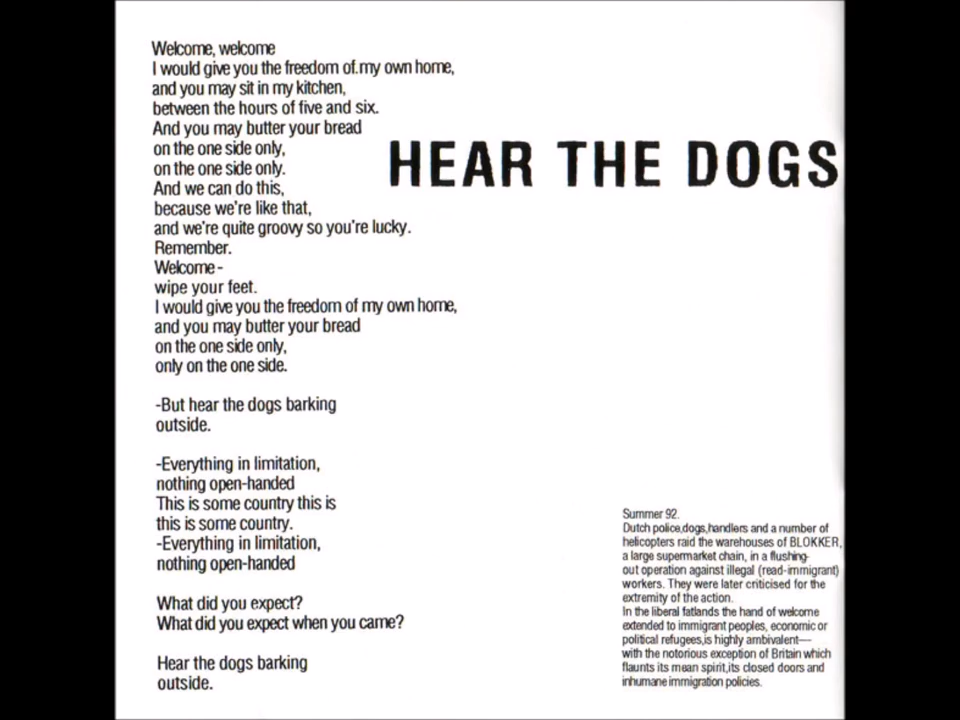 Welcome, welcome
I would give you the freedom of.my own home,
and you may sit in my kitchen,
between the hours of five and six.
And you may butter your bread
on the one side only,
on the one side only.
And we can do this,
because we're like that,
and we're quite groovy so you're lucky.
Remember.
Welcome-
wipe your feet.
I would give you the freedom of my own home,
and you may butter your bread
on the one side only,
only on the one side.
-But hear the dogs barking
outside.
-Everything in limitation,
nothing open-handed
This is some country this is
this is some country.
-Everything in limitation,
nothing open-handed
What did you expect?
What did you expect when you came?
Hear the dogs barking
outside.
HEAR THE DOGS
Summer 92.
Dutch police,dogs,handlers and a number of
helicopters raid the warehouses of BLOKKER,
a large supermarket chain, in a flushing-
out operation against illegal (read-immigrant)
workers. They were later criticised for the
extremity of the action.
In the liberal fatlands the hand of welcome
extended to immigrant peoples, economic or
political refugees,is highly ambivalent—
with the notorious exception of Britain which
flaunts its mean spirit,its closed doors and
inhumane immigration policies.